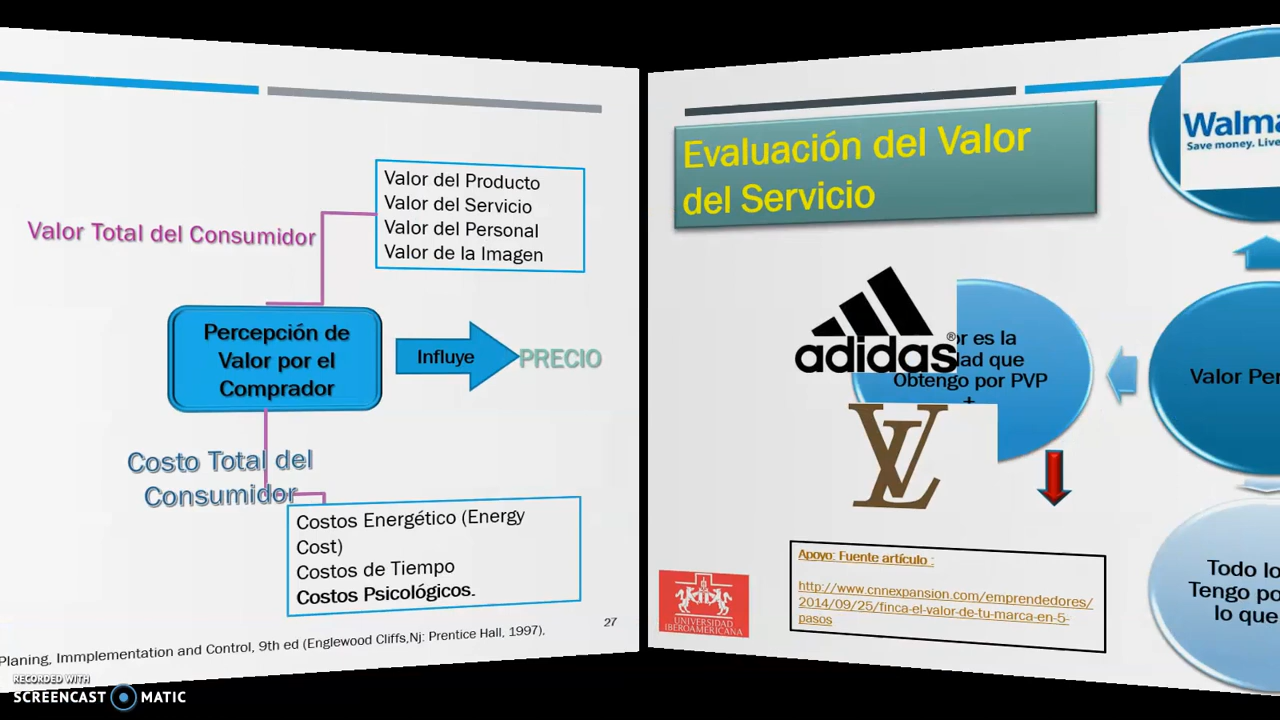 Valor Total del Consumidor
Valor del Producto
Valor del Servicio
Valor del Personal
Valor de la Imagen
Percepción de
Valor por el
Comprador
Influye
PRECIO
Costo Total del
Consumidor
Costos Energético (Energy
Cost)
Costos de Tiempo
Costos Psicológicos.
27
Planing, Immplementation and Control, 9th ed (Englewood Cliffs,Nj: Prentice Hall, 1997).
RECORDED WITH
SCREENCAST MATIC
Evaluación del Valor
del Servicio
Walma
Save money. Live
adidas®
es la
que
Obtengo por PVP
+
LV
Valor Per
Todo lo
Tengo po
lo que
Apoyo: Fuente artículo :
http://www.cnnexpansion.com/emprendedores/
2014/09/25/finca-el-valor-de-tu-marca-en-5-
pasos
UNIVERSIDAD
IBEROAMERICANA